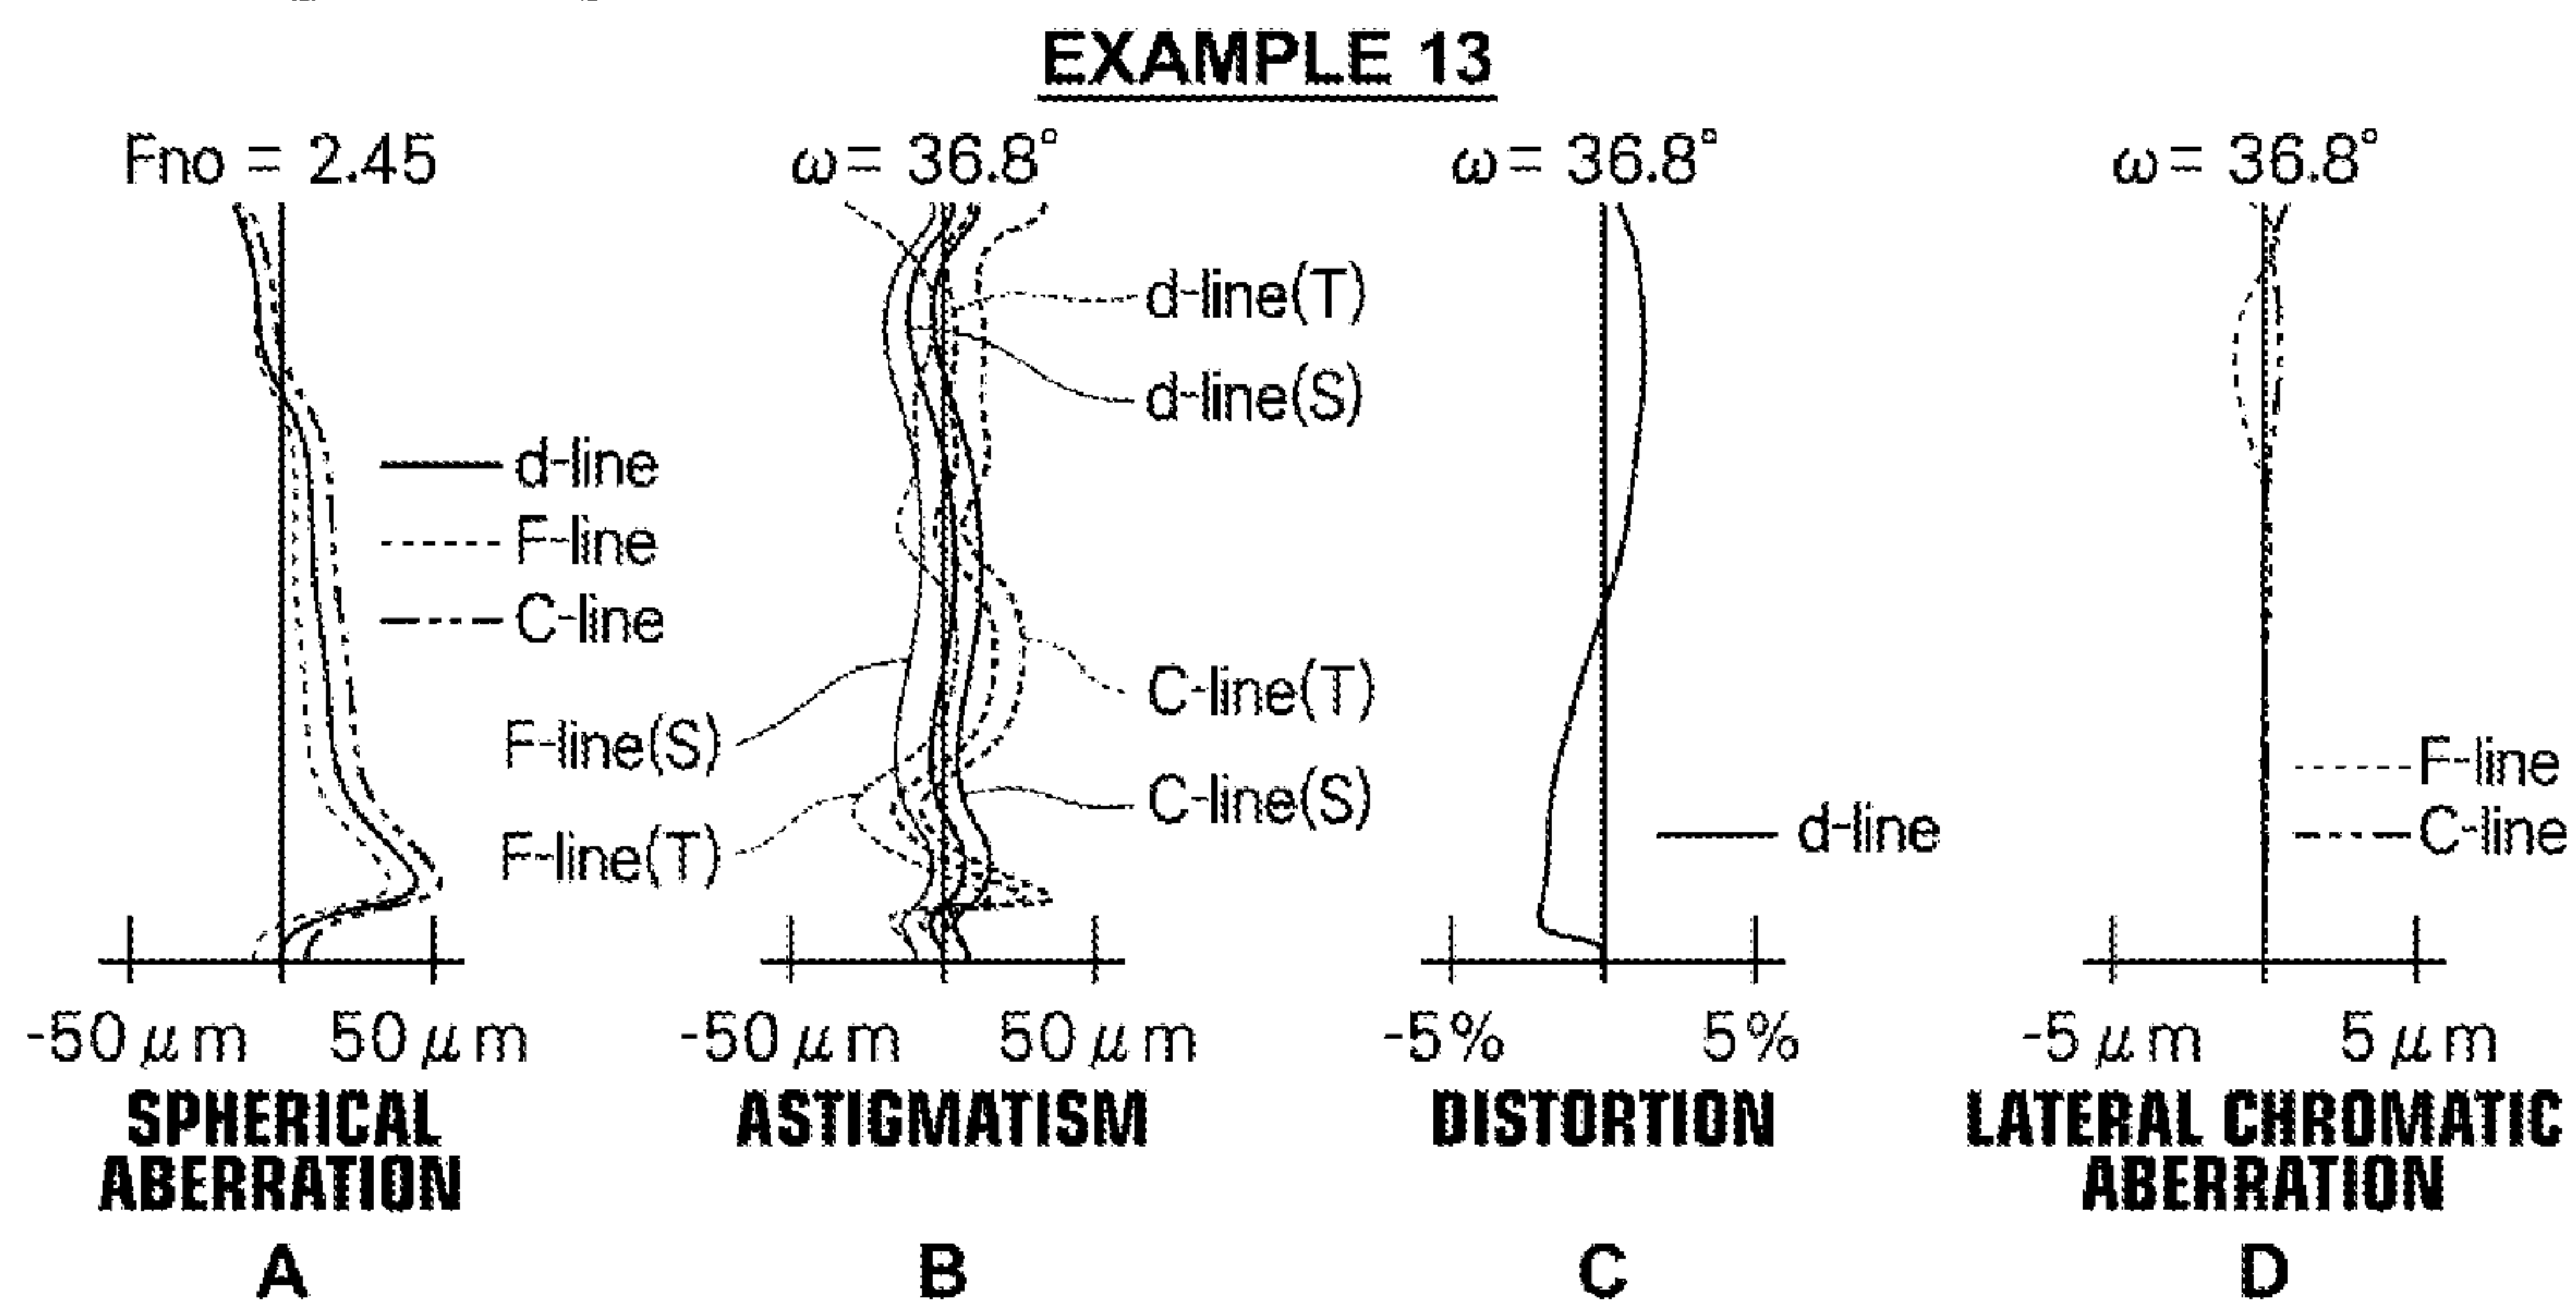 EXAMPLE 13
Fno = 2.45
d-line
F-line
C-line
-50 μm 50 μm
SPHERICAL
ABERRATION
A
ω = 36.8°
d-line(T)
d-line(S)
C-line(T)
F-line(S)
C-line(S)
F-line(T)
-50 μm 50 μm
ASTIGMATISM
B
ω = 36.8°
d-line
-5% 5%
DISTORTION
C
ω = 36.8°
F-line
C-line
-5 μm 5 μm
LATERAL CHROMATIC
ABERRATION
D